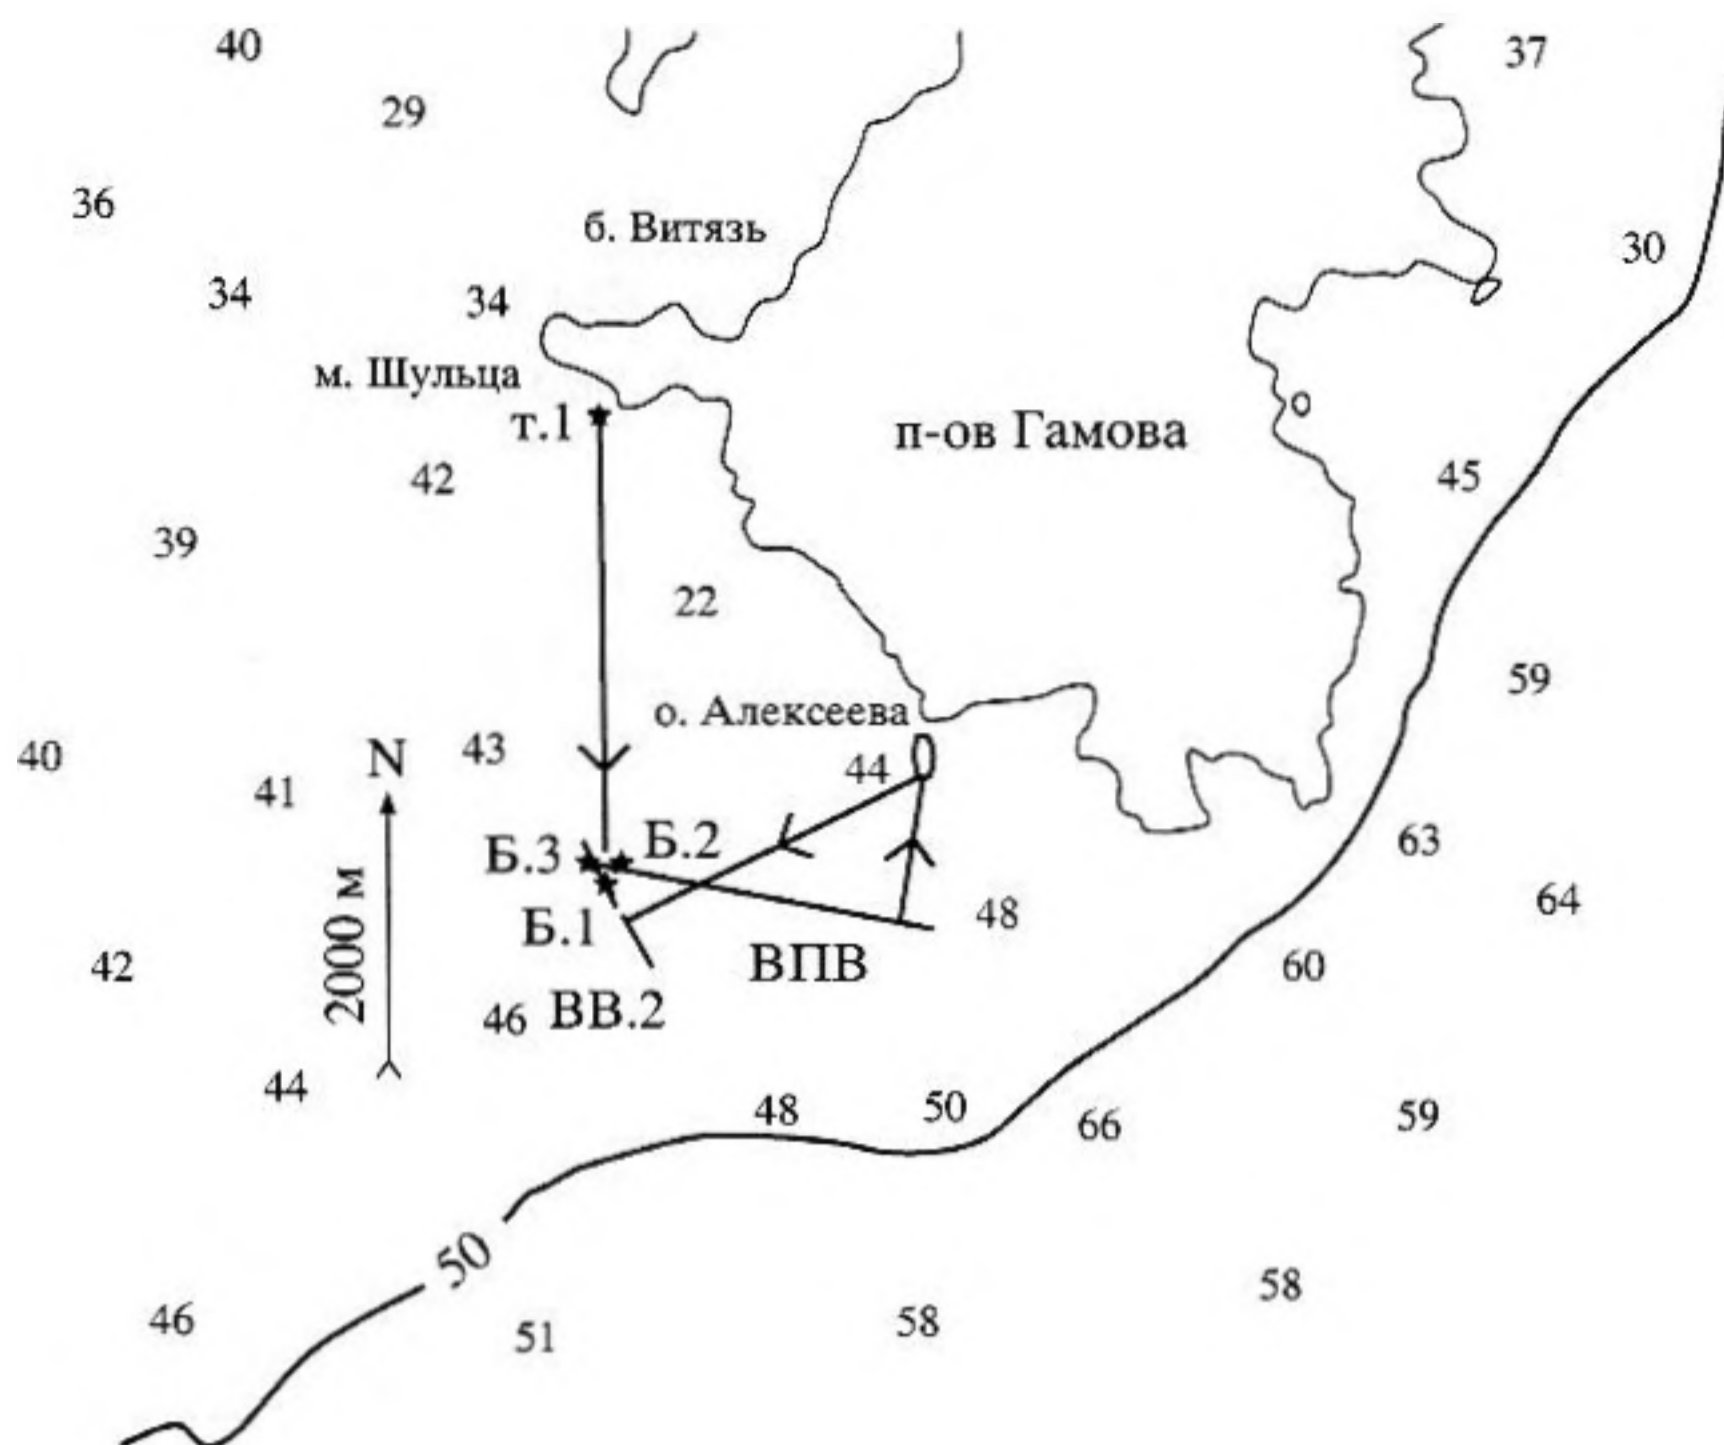 40
37
29
36
б. Витязь
30
34
34
м. Шульца
т.1
п-ов Гамова
42
45
39
22
59
о. Алексеева
40
N
43
44
41
63
Б.3
Б.2
64
2000 м
48
Б.1
42
ВПВ
60
46
ВВ.2
44
48
50
66
59
50
58
46
51
58